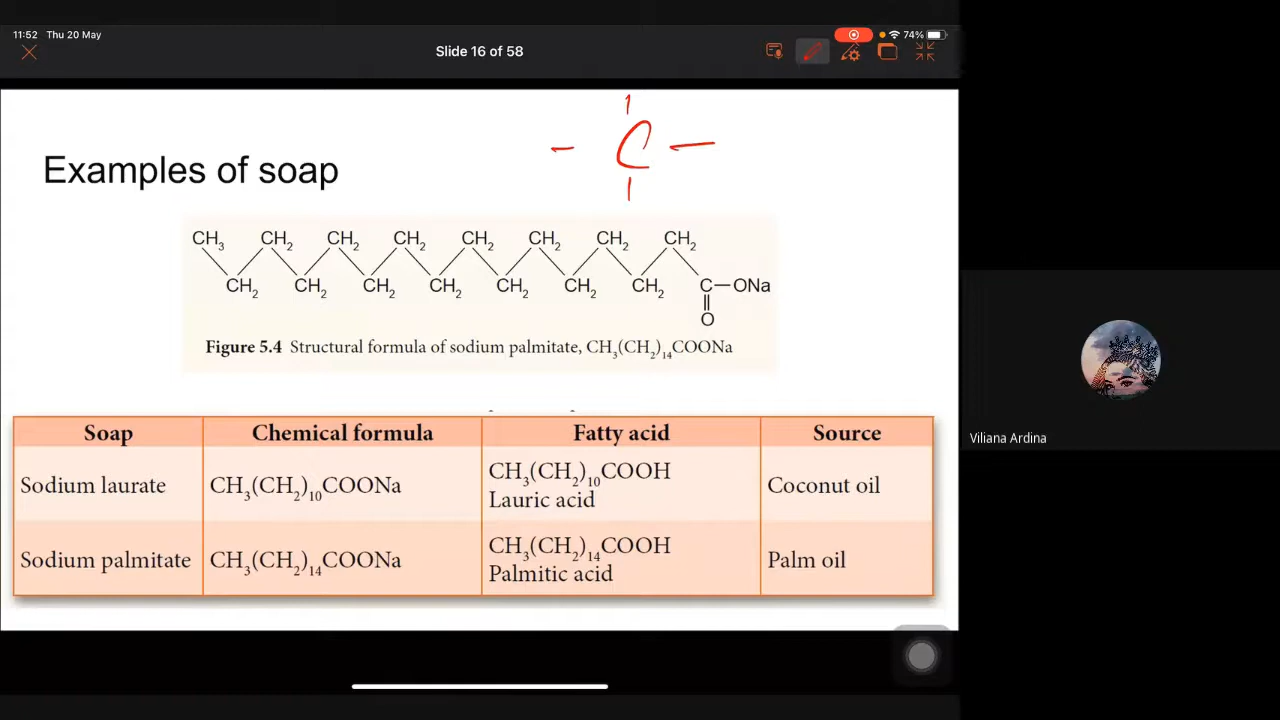 11:52 Thu 20 May
74%
Slide 16 of 58
C
Examples of soap
CH₃ CH₂ CH₂ CH₂ CH₂ CH₂ CH₂ CH₂
CH₂ CH₂ CH₂ CH₂ CH₂ CH₂ CH₂ C—ONa
O
Figure 5.4 Structural formula of sodium palmitate, CH₃(CH₂)₁₄COONa
Soap Chemical formula Fatty acid Source
Sodium laurate CH₃(CH₂)₁₀COONa CH₃(CH₂)₁₀COOH Coconut oil
Lauric acid
Sodium palmitate CH₃(CH₂)₁₄COONa CH₃(CH₂)₁₄COOH Palm oil
Palmitic acid
Viliana Ardina